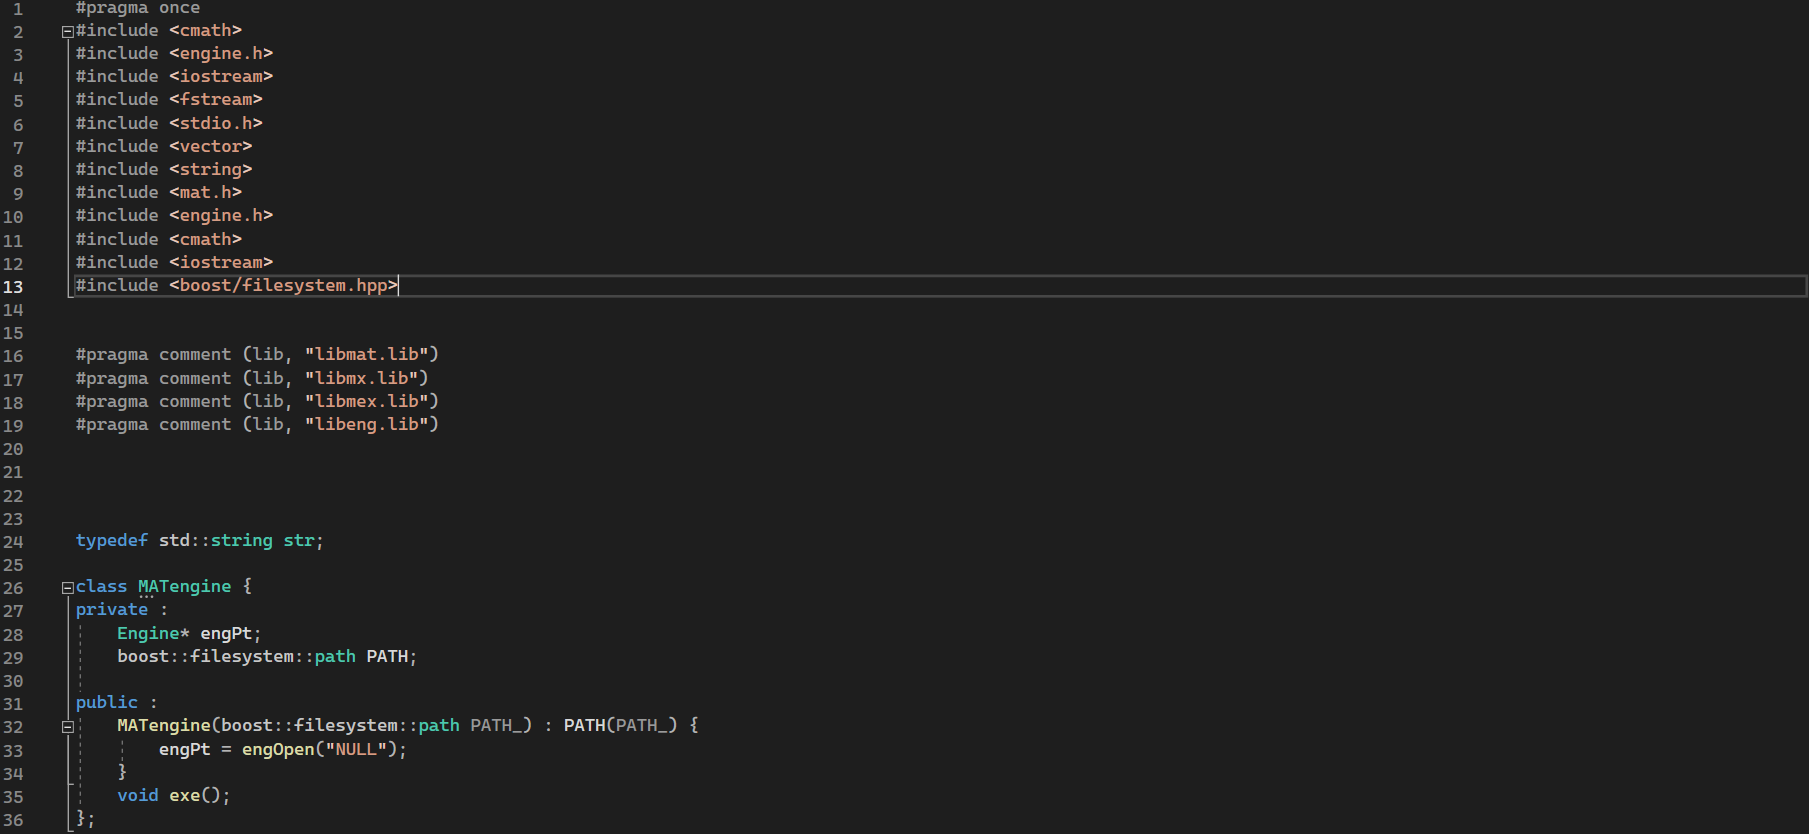 1 #pragma once
2 #include <cmath>
3 #include <engine.h>
4 #include <iostream>
5 #include <fstream>
6 #include <stdio.h>
7 #include <vector>
8 #include <string>
9 #include <mat.h>
10 #include <engine.h>
11 #include <cmath>
12 #include <iostream>
13 #include <boost/filesystem.hpp>
14
15
16 #pragma comment (lib, "libmat.lib")
17 #pragma comment (lib, "libmx.lib")
18 #pragma comment (lib, "libmex.lib")
19 #pragma comment (lib, "libeng.lib")
20
21
22
23
24 typedef std::string str;
25
26 class MATengine {
27 private :
28     Engine* engPt;
29     boost::filesystem::path PATH;
30
31 public :
32     MATengine(boost::filesystem::path PATH_) : PATH(PATH_) {
33         engPt = engOpen("NULL");
34     }
35     void exe();
36 };